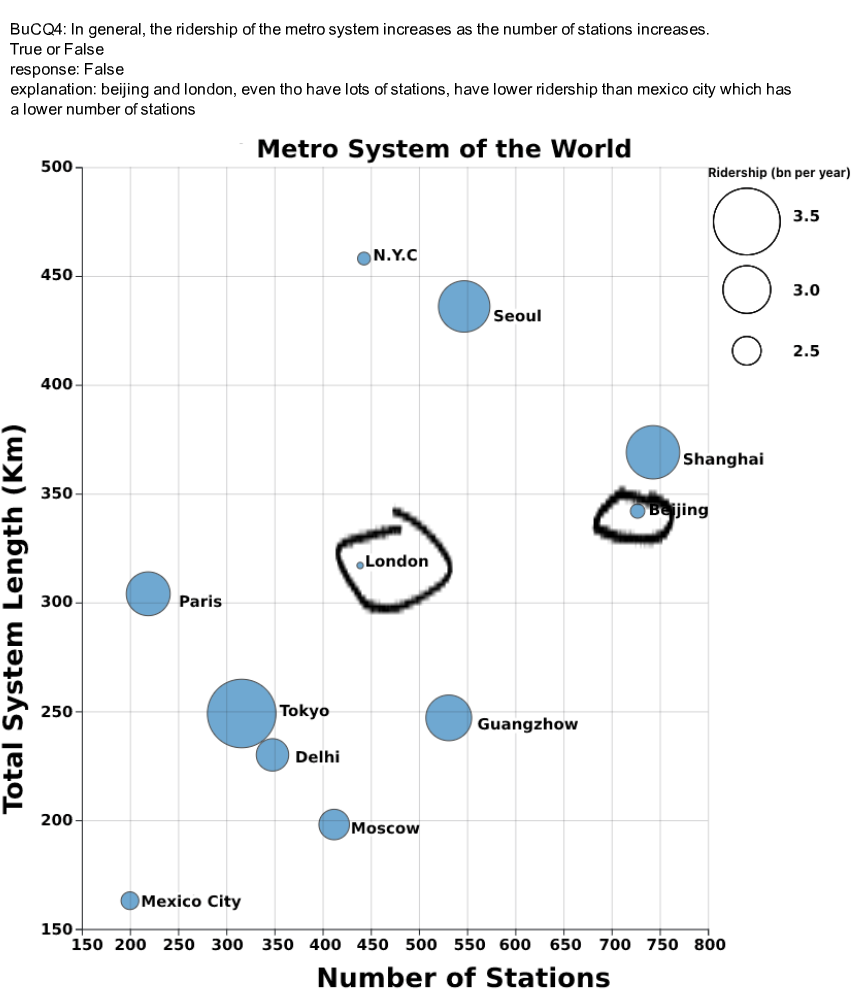 BuCQ4: In general, the ridership of the metro system increases as the number of stations increases.
True or False
response: False
explanation: beijing and london, even tho have lots of stations, have lower ridership than mexico city which has
a lower number of stations
Metro System of the World
Ridership (bn per year)
3.5
3.0
2.5
500
450
400
350
300
250
200
150
Total System Length (Km)
N.Y.C
Seoul
Shanghai
Beijing
London
Paris
Tokyo
Guangzhow
Delhi
Moscow
Mexico City
150 200 250 300 350 400 450 500 550 600 650 700 750 800
Number of Stations